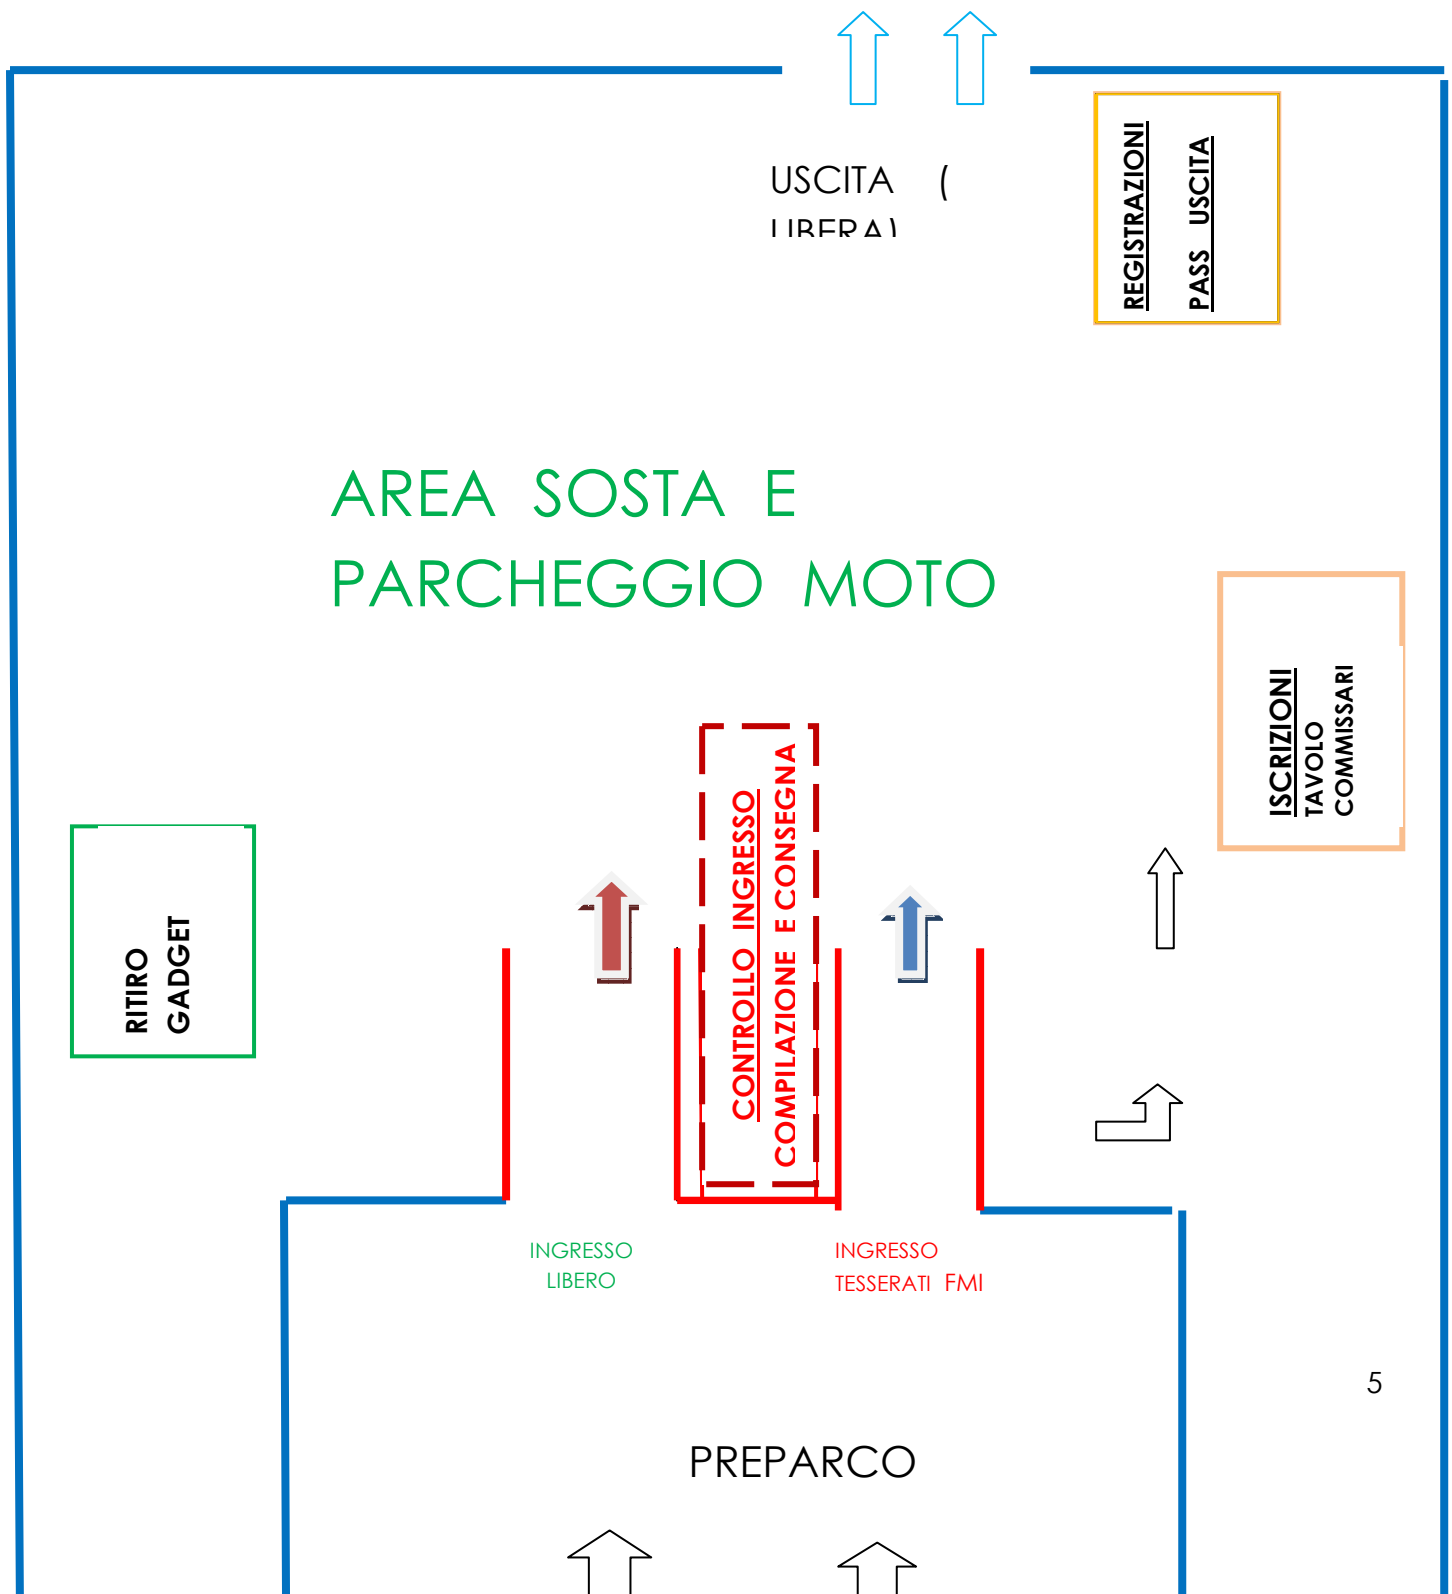 USCITA (
LIBERA)
REGISTRAZIONI
PASS USCITA
AREA SOSTA E
PARCHEGGIO MOTO
ISCRIZIONI
TAVOLO
COMMISSARI
CONTROLLO INGRESSO
COMPILAZIONE E CONSEGNA
RITIRO
GADGET
INGRESSO
LIBERO
INGRESSO
TESSERATI FMI
5
PREPARCO